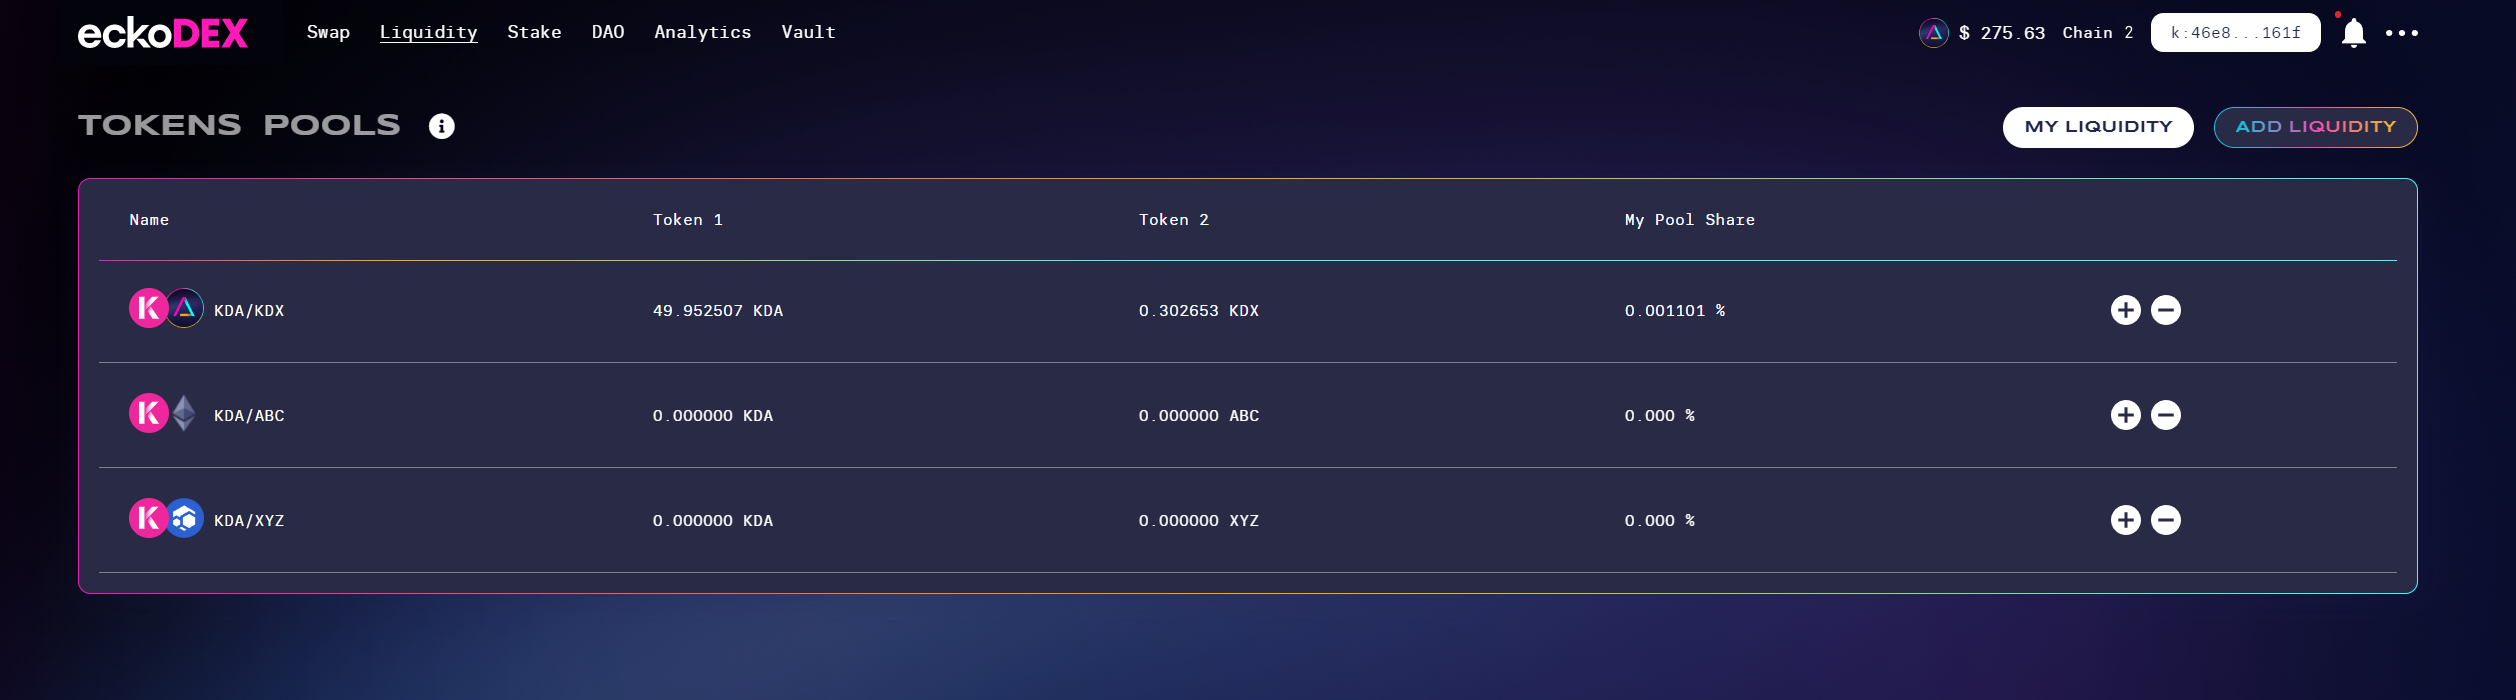 eckoDEX Swap Liquidity Stake DAO Analytics Vault $ 275.63 Chain 2 k:46e8...161f
TOKENS POOLS MY LIQUIDITY ADD LIQUIDITY
Name Token 1 Token 2 My Pool Share
KDA/KDX 49.952507 KDA 0.302653 KDX 0.001101 %
KDA/ABC 0.000000 KDA 0.000000 ABC 0.000 %
KDA/XYZ 0.000000 KDA 0.000000 XYZ 0.000 %